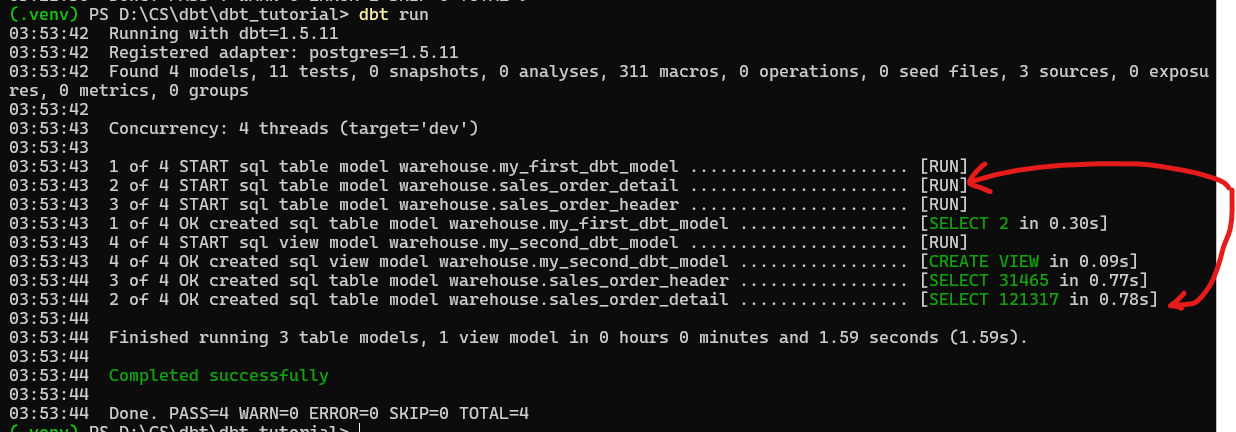 (.venv) PS D:\CS\dbt\dbt_tutorial> dbt run
03:53:42  Running with dbt=1.5.11
03:53:42  Registered adapter: postgres=1.5.11
03:53:42  Found 4 models, 11 tests, 0 snapshots, 0 analyses, 311 macros, 0 operations, 0 seed files, 3 sources, 0 exposu
res, 0 metrics, 0 groups
03:53:42
03:53:43  Concurrency: 4 threads (target='dev')
03:53:43
03:53:43  1 of 4 START sql table model warehouse.my_first_dbt_model ...................... [RUN]
03:53:43  2 of 4 START sql table model warehouse.sales_order_detail ...................... [RUN]
03:53:43  3 of 4 START sql table model warehouse.sales_order_header ...................... [RUN]
03:53:43  1 of 4 OK created sql table model warehouse.my_first_dbt_model ................. [SELECT 2 in 0.30s]
03:53:43  4 of 4 START sql view model warehouse.my_second_dbt_model ...................... [RUN]
03:53:43  4 of 4 OK created sql view model warehouse.my_second_dbt_model ................. [CREATE VIEW in 0.09s]
03:53:44  3 of 4 OK created sql table model warehouse.sales_order_header ................. [SELECT 31465 in 0.77s]
03:53:44  2 of 4 OK created sql table model warehouse.sales_order_detail ................. [SELECT 121317 in 0.78s]
03:53:44
03:53:44  Finished running 3 table models, 1 view model in 0 hours 0 minutes and 1.59 seconds (1.59s).
03:53:44
03:53:44  Completed successfully
03:53:44
03:53:44  Done. PASS=4 WARN=0 ERROR=0 SKIP=0 TOTAL=4
(.venv) PS D:\CS\dbt\dbt_tutorial>